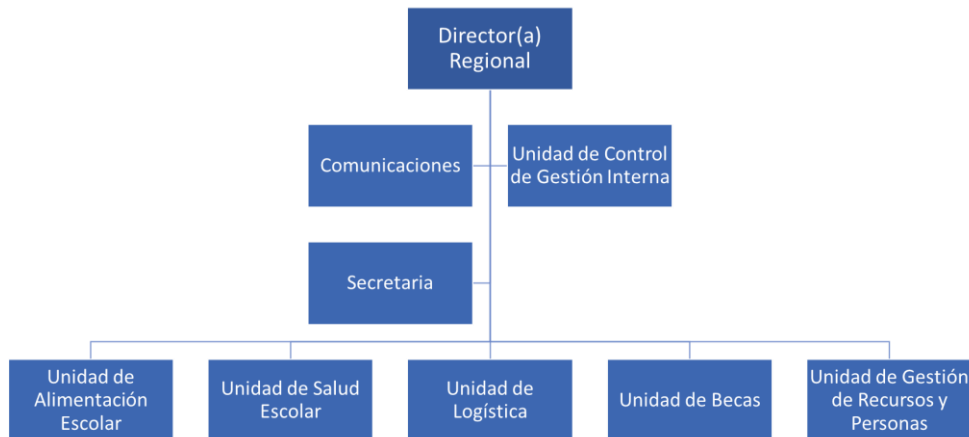 Director(a)
Regional
Comunicaciones
Unidad de Control
de Gestión Interna
Secretaria
Unidad de
Alimentación
Escolar
Unidad de Salud
Escolar
Unidad de
Logística
Unidad de Becas
Unidad de Gestión
de Recursos y
Personas